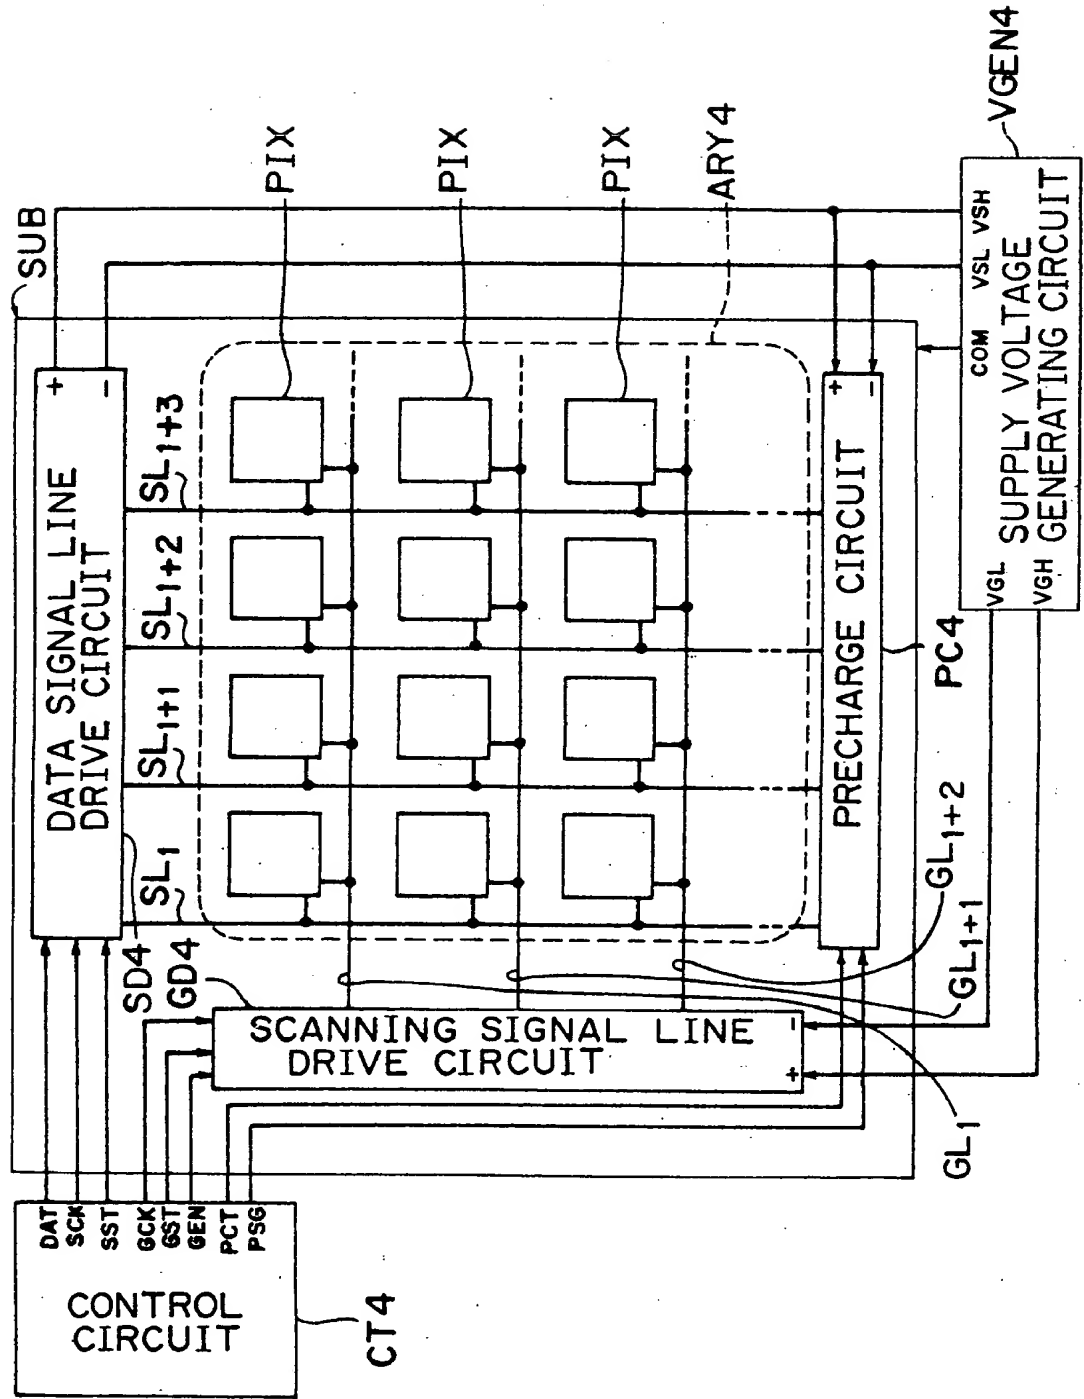 SUB
DATA SIGNAL LINE
DRIVE CIRCUIT
+
−
SD4
SL1
SL1+1
SL1+2
SL1+3
PIX
PIX
PIX
ARY4
GD4
SCANNING SIGNAL LINE
DRIVE CIRCUIT
−
+
GL1
GL1+1
GL1+2
PRECHARGE CIRCUIT
+
−
PC4
CONTROL
CIRCUIT
CT4
DAT
SCK
SST
GCK
GST
GEN
PCT
PSG
COM
VSL
VSH
VGL
VGH
SUPPLY VOLTAGE
GENERATING CIRCUIT
VGEN4